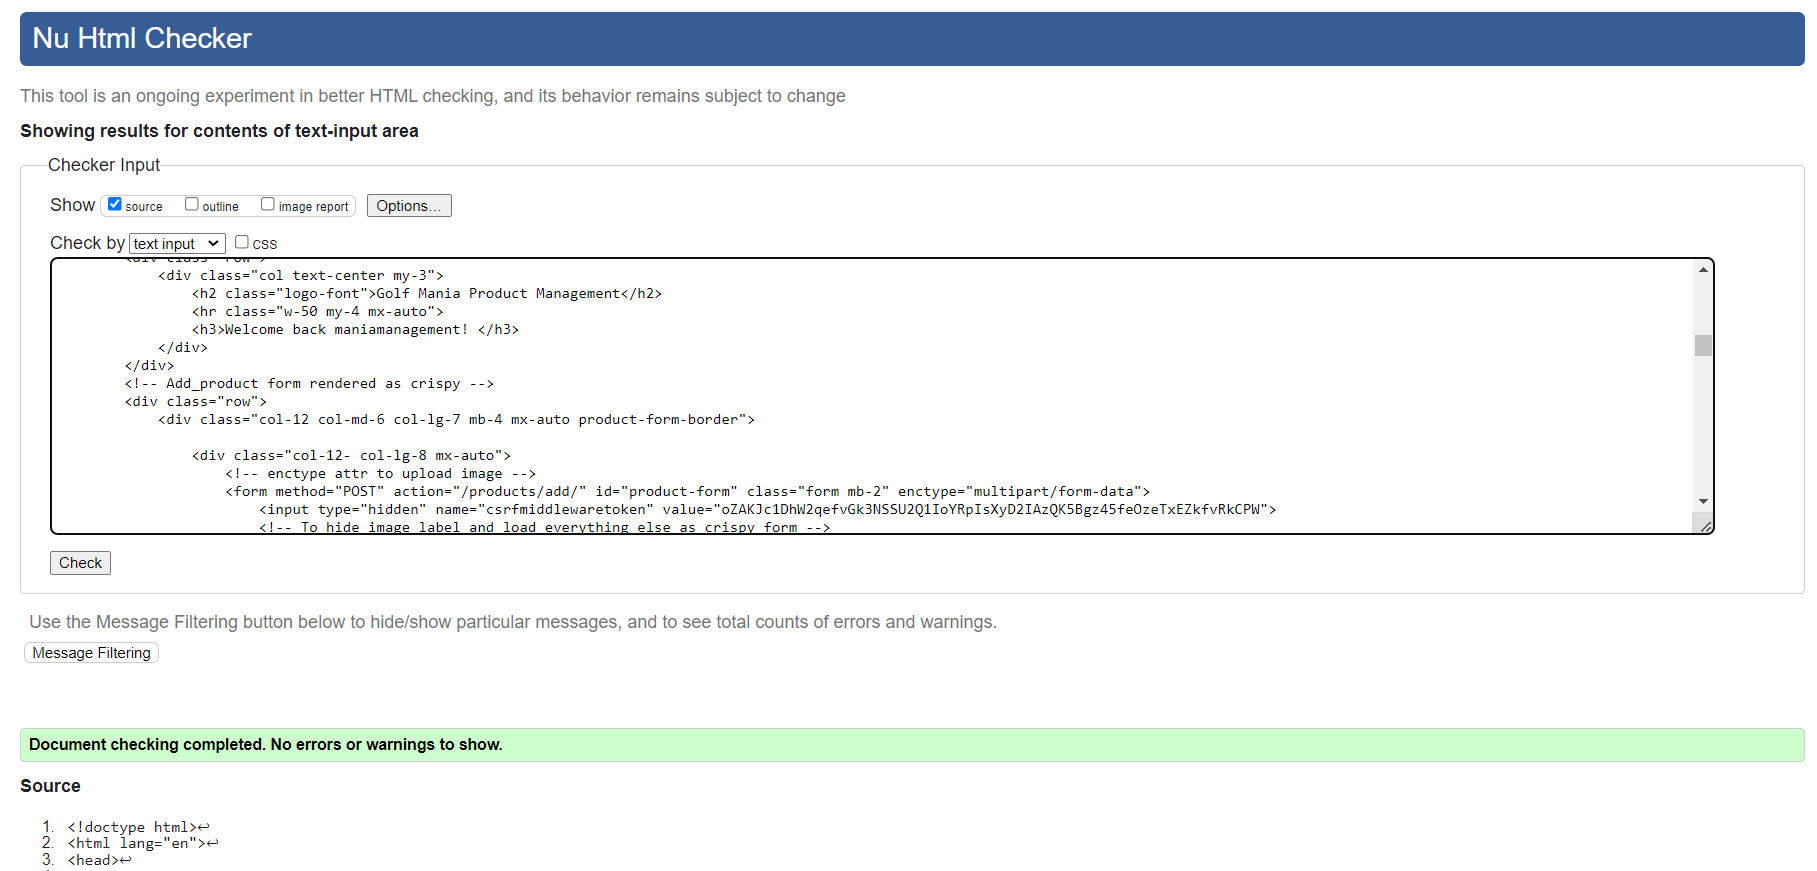 Nu Html Checker
This tool is an ongoing experiment in better HTML checking, and its behavior remains subject to change
Showing results for contents of text-input area
Checker Input
Show source outline image report Options...
Check by text input css
<div class="row">
<div class="col text-center my-3">
<h2 class="logo-font">Golf Mania Product Management</h2>
<hr class="w-50 my-4 mx-auto">
<h3>Welcome back maniamanagement! </h3>
</div>
</div>
<!-- Add_product form rendered as crispy -->
<div class="row">
<div class="col-12 col-md-6 col-lg-7 mb-4 mx-auto product-form-border">
<div class="col-12- col-lg-8 mx-auto">
<!-- enctype attr to upload image -->
<form method="POST" action="/products/add/" id="product-form" class="form mb-2" enctype="multipart/form-data">
<input type="hidden" name="csrfmiddlewaretoken" value="oZAKJc1DhW2qefvGk3NSSU2Q1IoYRpIsXyD2IAzQK5Bgz45feOzeTxEZkfvRkCPW">
<!-- To hide image label and load everything else as crispy form -->
Check
Use the Message Filtering button below to hide/show particular messages, and to see total counts of errors and warnings.
Message Filtering
Document checking completed. No errors or warnings to show.
Source
1. <!doctype html>↩
2. <html lang="en">↩
3. <head>↩